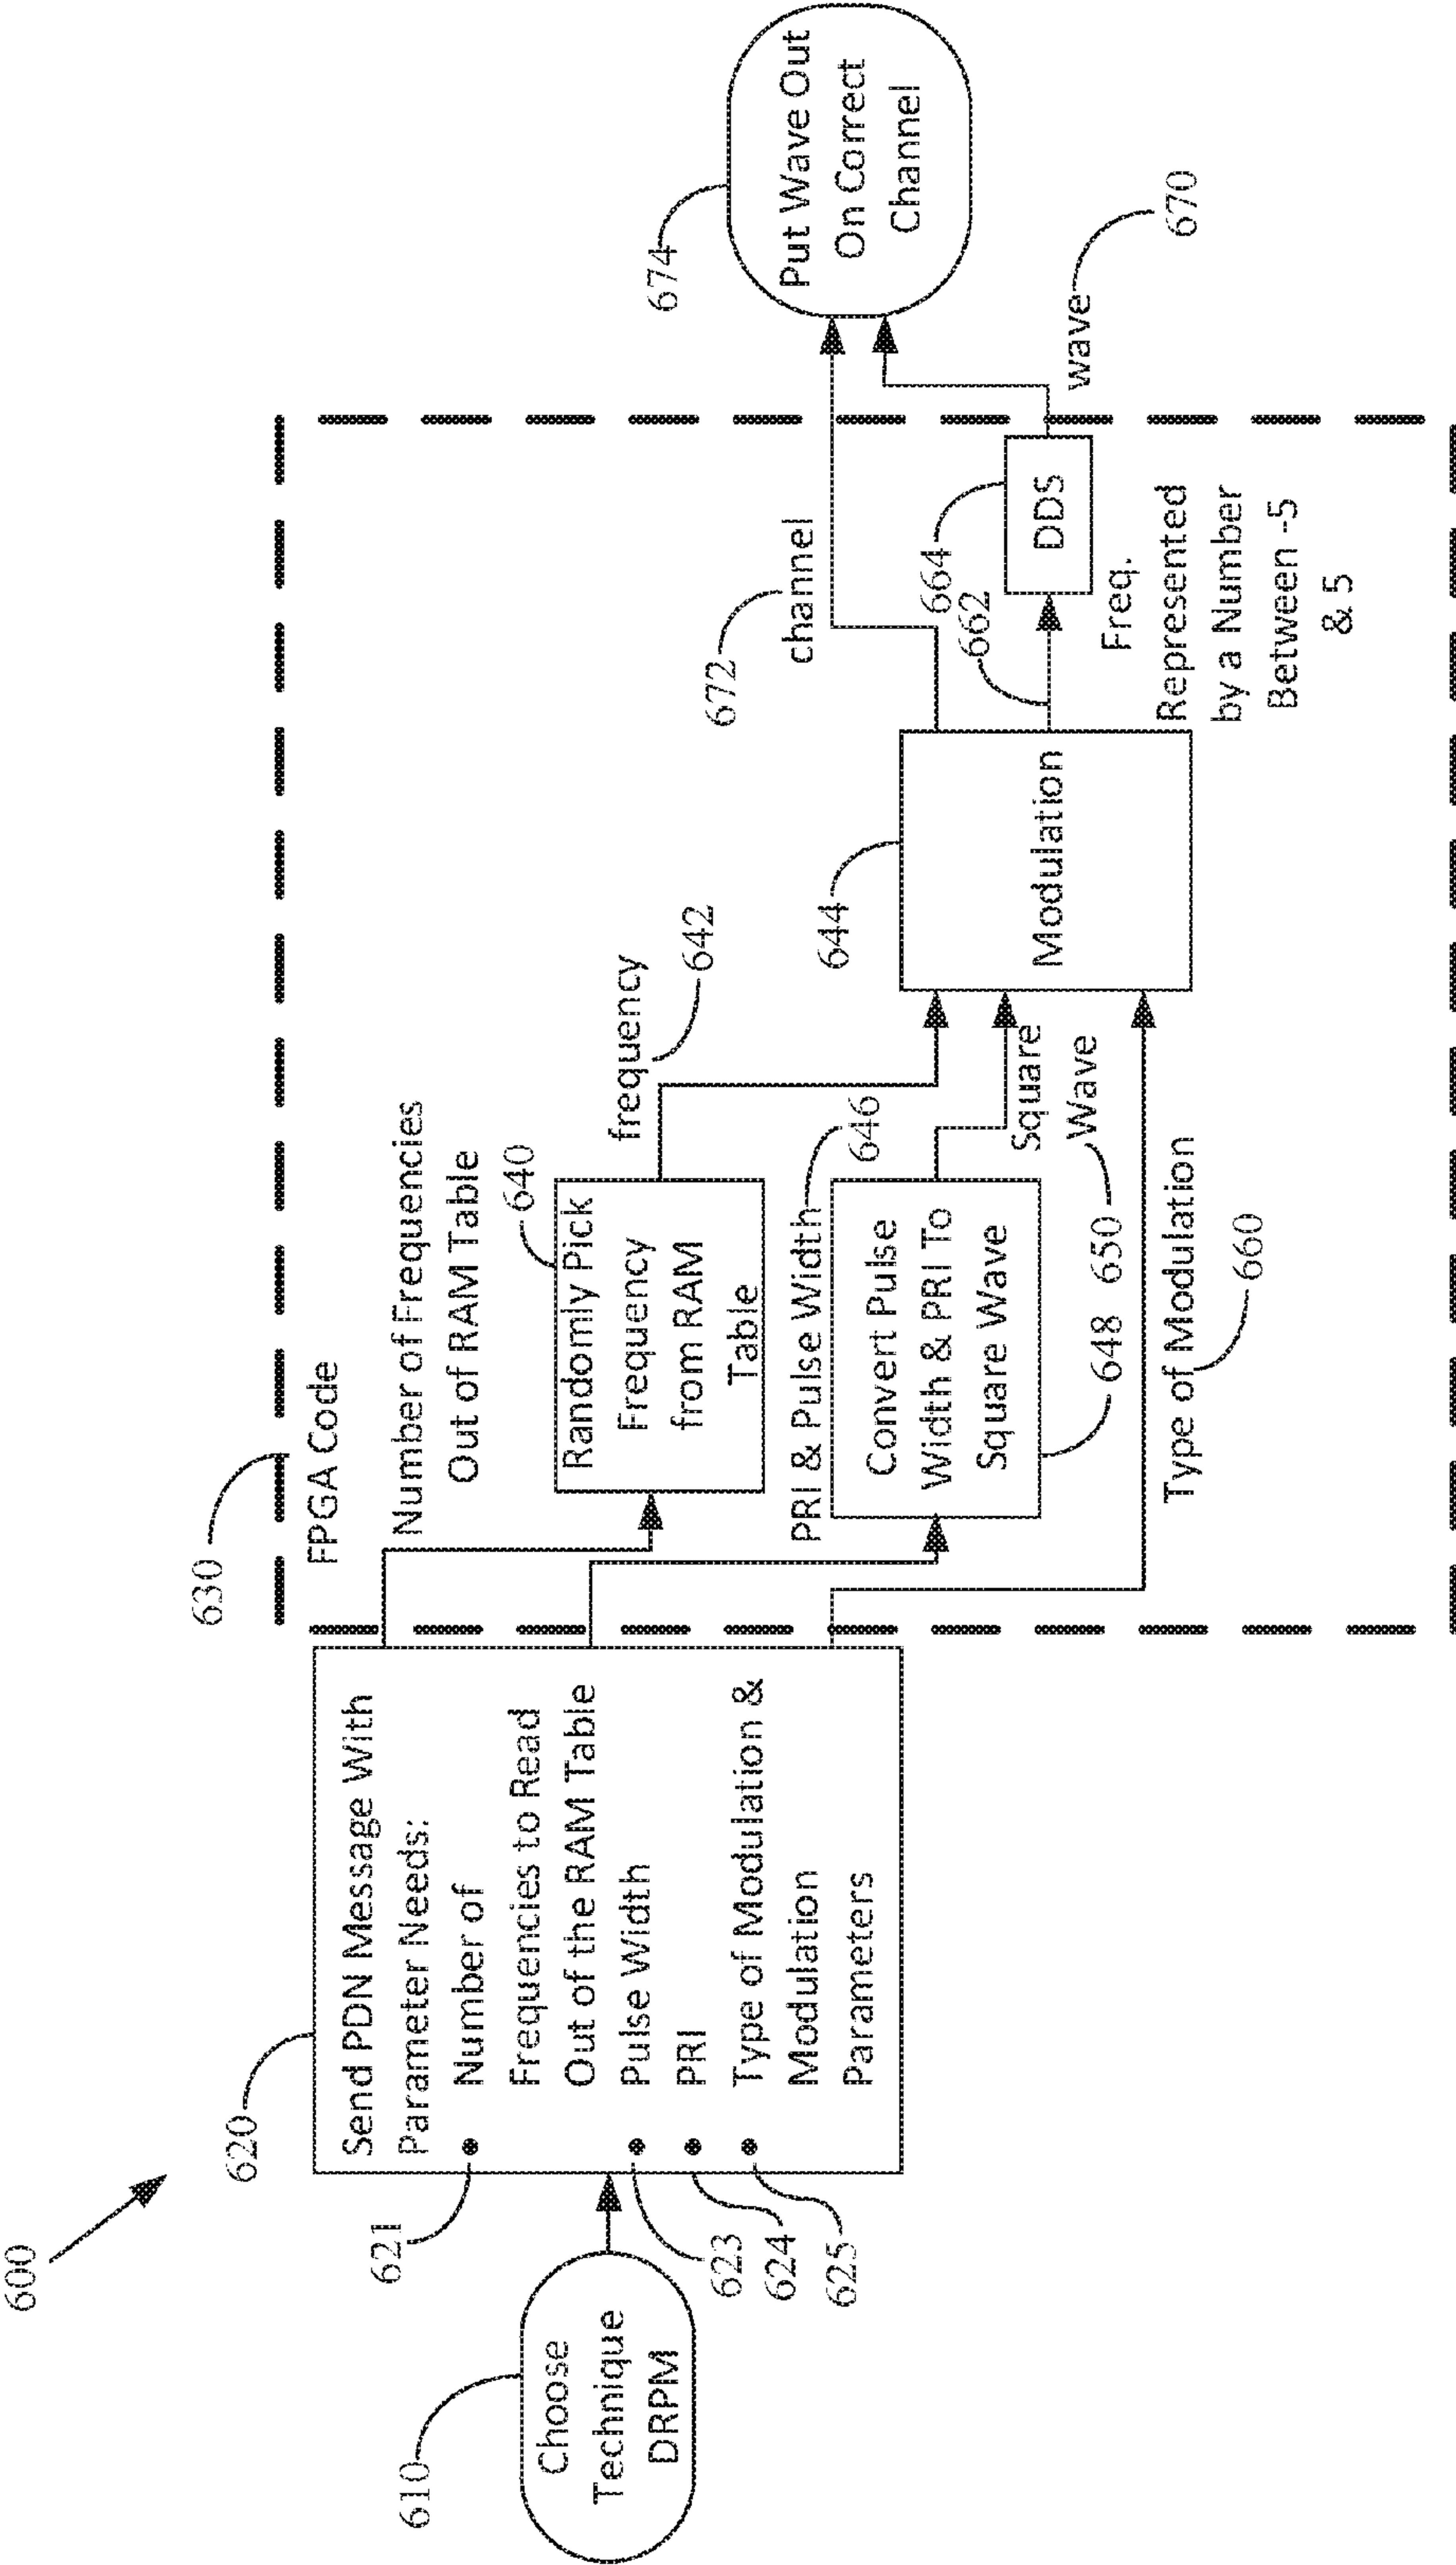 600
610
Choose
Technique
DRPM
620
621
623
624
625
Send PDN Message With
Parameter Needs:
• Number of
Frequencies to Read
Out of the RAM Table
• Pulse Width
• PRI
• Type of Modulation &
Modulation
Parameters
630
FPGA Code
Number of Frequencies
Out of RAM Table
640
Randomly Pick
Frequency
from RAM
Table
frequency
642
PRI & Pulse Width
646
Convert Pulse
Width & PRI To
Square Wave
648
650
Square
Wave
Type of Modulation
660
644
Modulation
672
channel
662
664
DDS
Freq.
Represented
by a Number
Between -5
& 5
wave
670
674
Put Wave Out
On Correct
Channel